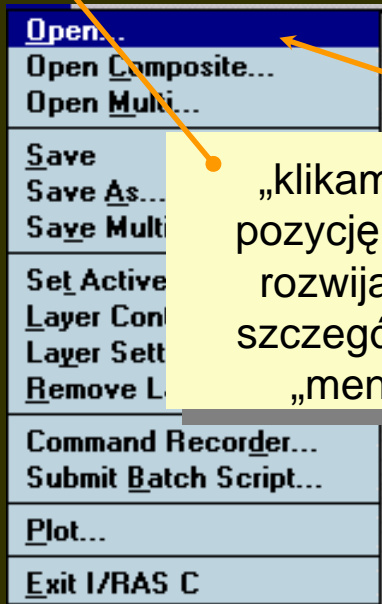 Open...
Open Composite...
Open Multi...
Save
Save As...
Save Multi
Set Active
Layer Con
Layer Sett
Remove L
Command Recorder...
Submit Batch Script...
Plot...
Exit I/RAS C
„klikam
pozycję
rozwija
szczegó
„men